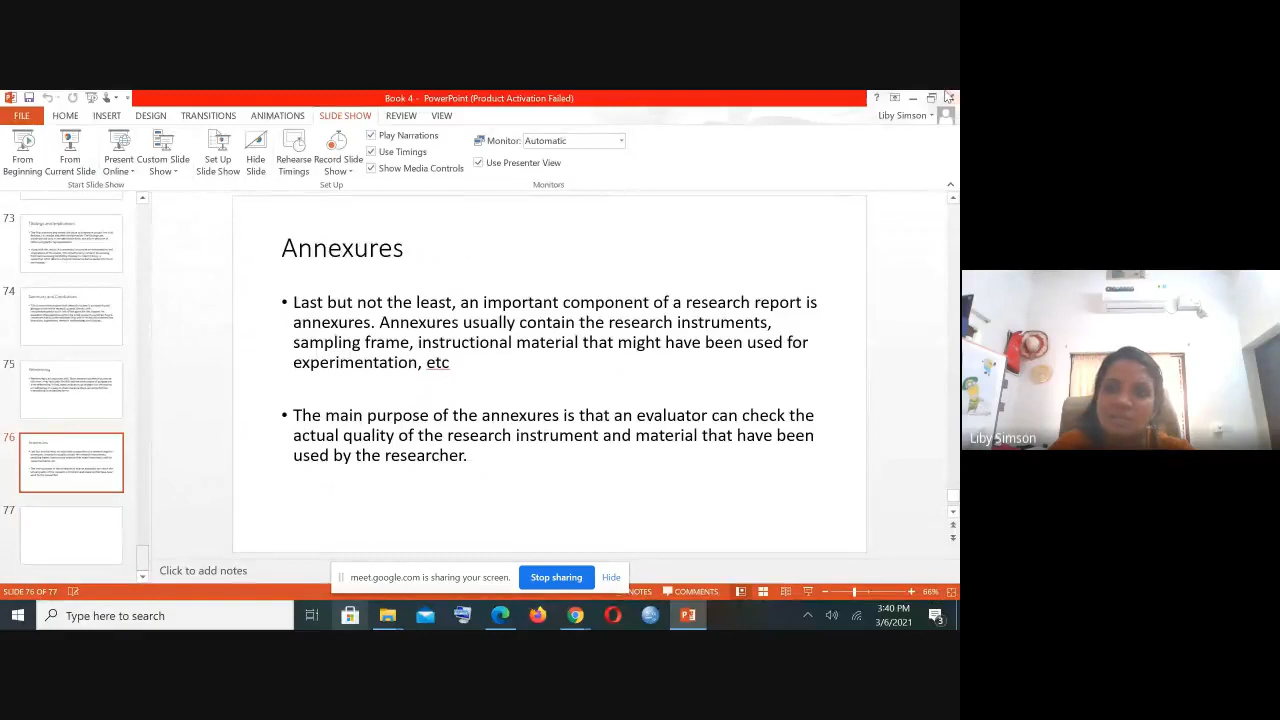 Book 4 - PowerPoint (Product Activation Failed)
FILE HOME INSERT DESIGN TRANSITIONS ANIMATIONS SLIDE SHOW REVIEW VIEW
Liby Simson
From Beginning
From Current Slide
Present Online
Custom Slide Show
Set Up Slide Show
Hide Slide
Rehearse Timings
Record Slide Show
Play Narrations
Use Timings
Show Media Controls
Monitor: Automatic
Use Presenter View
Start Slide Show
Set Up
Monitors
73
74
75
76
77
Annexures
• Last but not the least, an important component of a research report is
annexures. Annexures usually contain the research instruments,
sampling frame, instructional material that might have been used for
experimentation, etc
• The main purpose of the annexures is that an evaluator can check the
actual quality of the research instrument and material that have been
used by the researcher.
Liby Simson
Click to add notes
meet.google.com is sharing your screen. Stop sharing Hide
SLIDE 76 OF 77
NOTES COMMENTS 66%
Type here to search
3:40 PM
3/6/2021
3